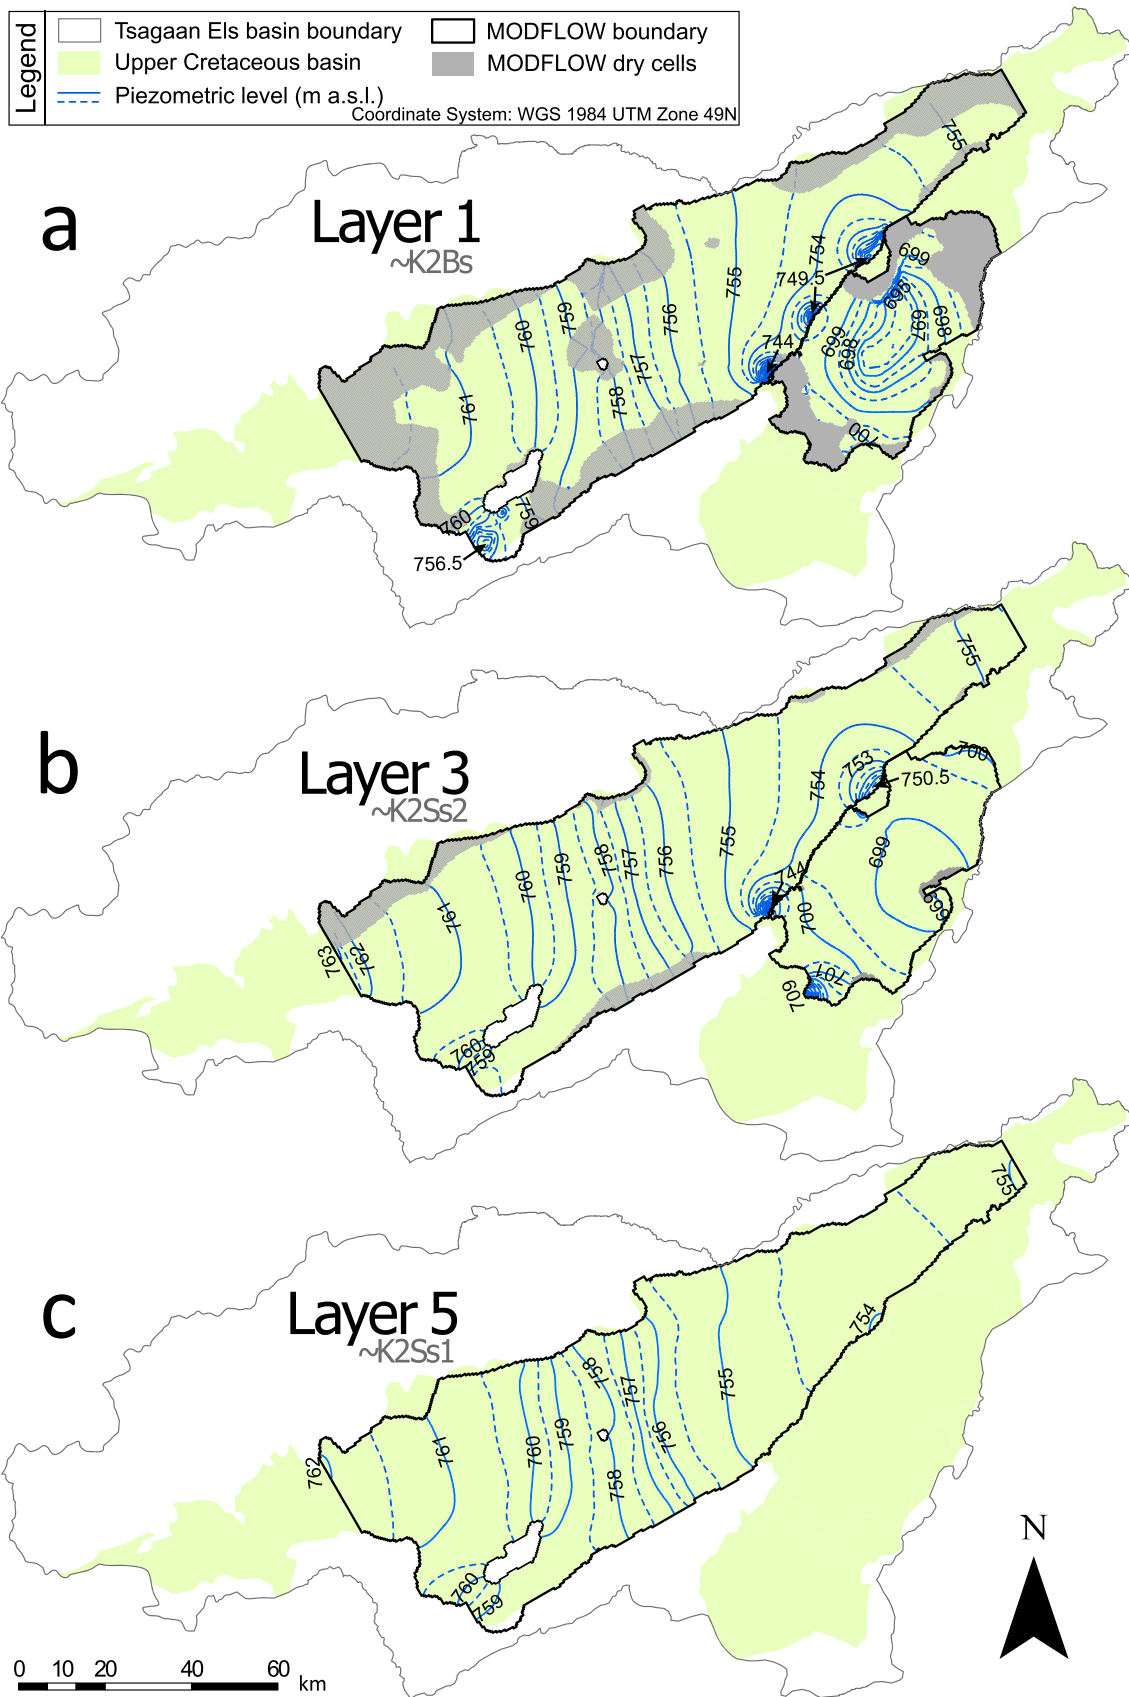 Legend
Tsagaan Els basin boundary
MODFLOW boundary
Upper Cretaceous basin
MODFLOW dry cells
Piezometric level (m a.s.l.)
Coordinate System: WGS 1984 UTM Zone 49N
a
Layer 1
~K2Bs
755
754
749.5
699
695
697
698
699
698
744
755
756
757
758
759
760
761
700
760
759
756.5
b
Layer 3
~K2Ss2
755
700
753
750.5
754
699
699
755
756
757
758
759
760
761
762
763
744
700
701
709
760
759
c
Layer 5
~K2Ss1
755
754
755
756
757
758
758
759
760
761
762
760
759
N
0 10 20 40 60
km